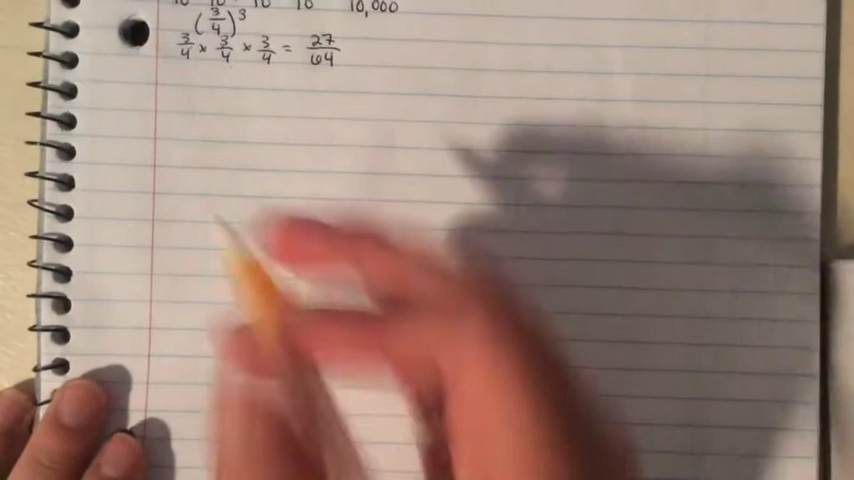 10,000
(3/4)³
3/4 × 3/4 × 3/4 = 27/64